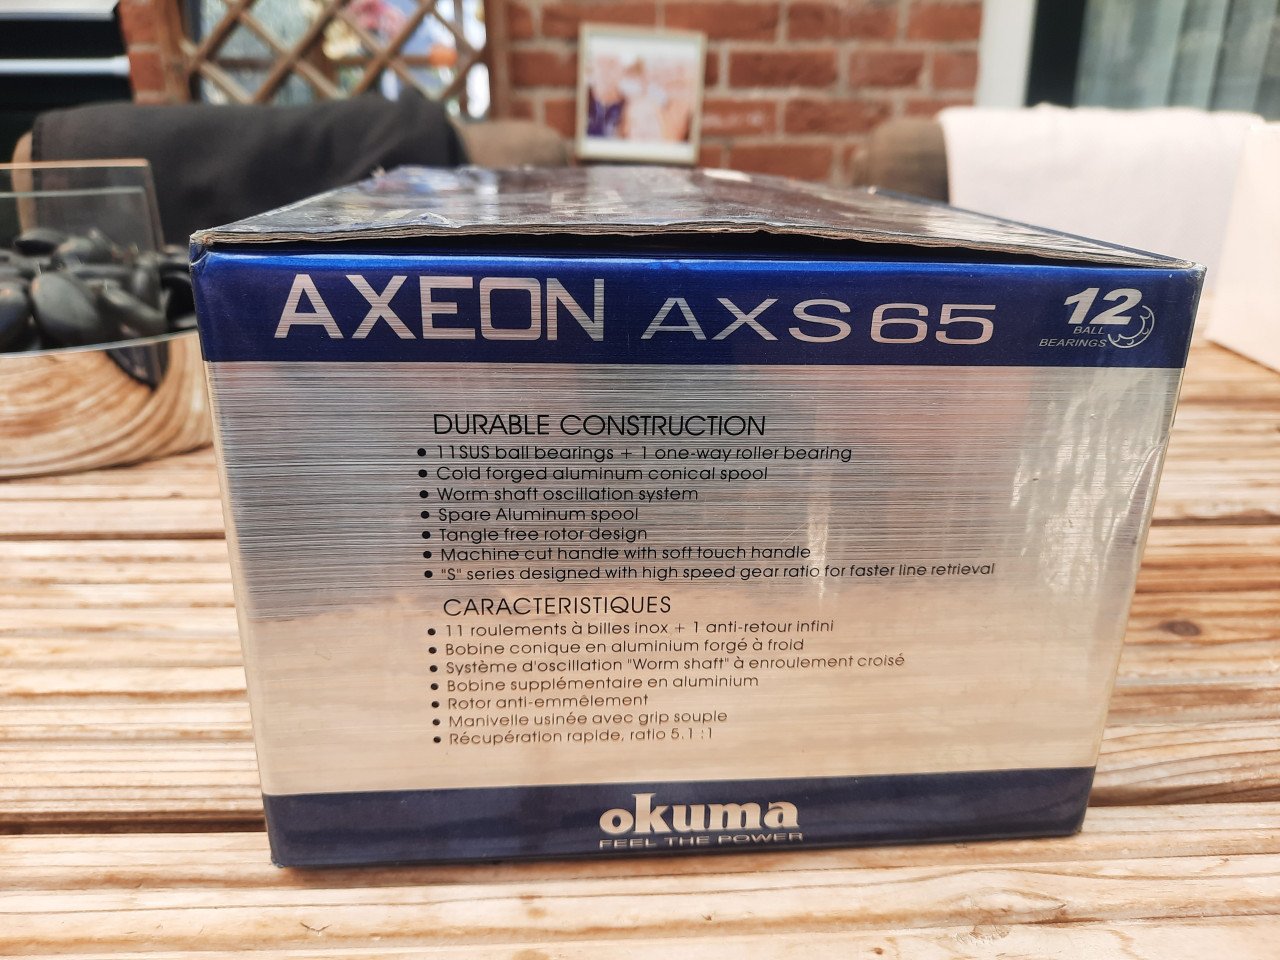 AXEON AXS65
12
BALL
BEARINGS
DURABLE CONSTRUCTION
• 11SUS ball bearings + 1 one-way roller bearing
• Cold forged aluminum conical spool
• Worm shaft oscillation system
• Spare Aluminum spool
• Tangle free rotor design
• Machine cut handle with soft touch handle
• "S" series designed with high speed gear ratio for faster line retrieval
CARACTERISTIQUES
• 11 roulements à billes inox + 1 anti-retour infini
• Bobine conique en aluminium forgé à froid
• Système d'oscillation "Worm shaft" à enroulement croisé
• Bobine supplémentaire en aluminium
• Rotor anti-emmêlement
• Manivelle usinée avec grip souple
• Récupération rapide, ratio 5.1 :1
okuma
FEEL THE POWER